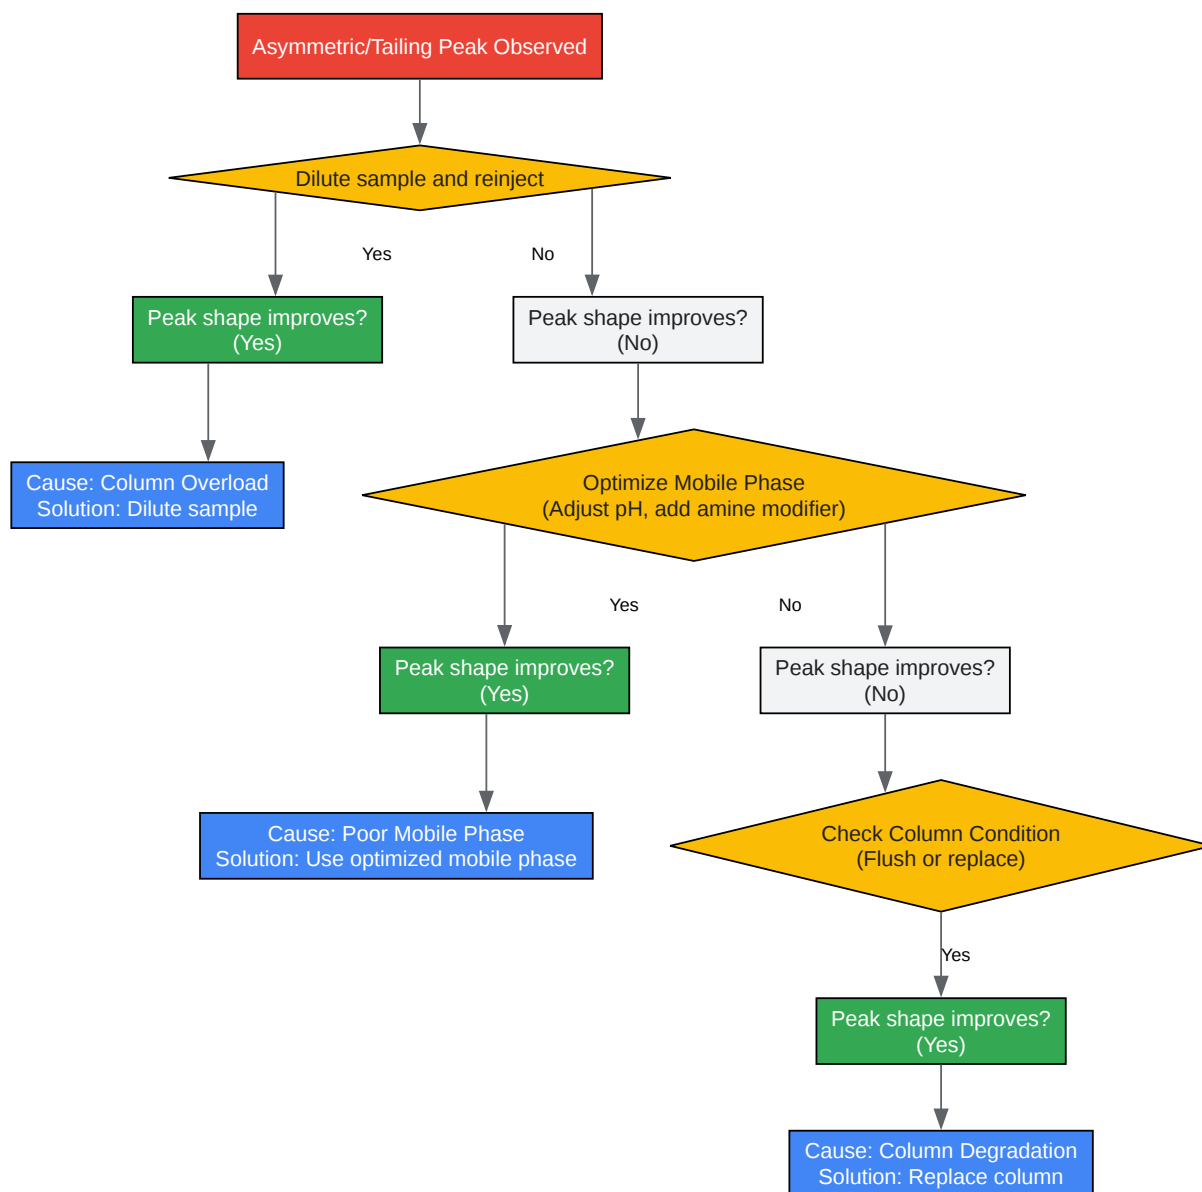 Asymmetric/Tailing Peak Observed
Dilute sample and reinject
Yes
No
Peak shape improves?
(Yes)
Peak shape improves?
(No)
Cause: Column Overload
Solution: Dilute sample
Optimize Mobile Phase
(Adjust pH, add amine modifier)
Yes
No
Peak shape improves?
(Yes)
Peak shape improves?
(No)
Cause: Poor Mobile Phase
Solution: Use optimized mobile phase
Check Column Condition
(Flush or replace)
Yes
Peak shape improves?
(Yes)
Cause: Column Degradation
Solution: Replace column